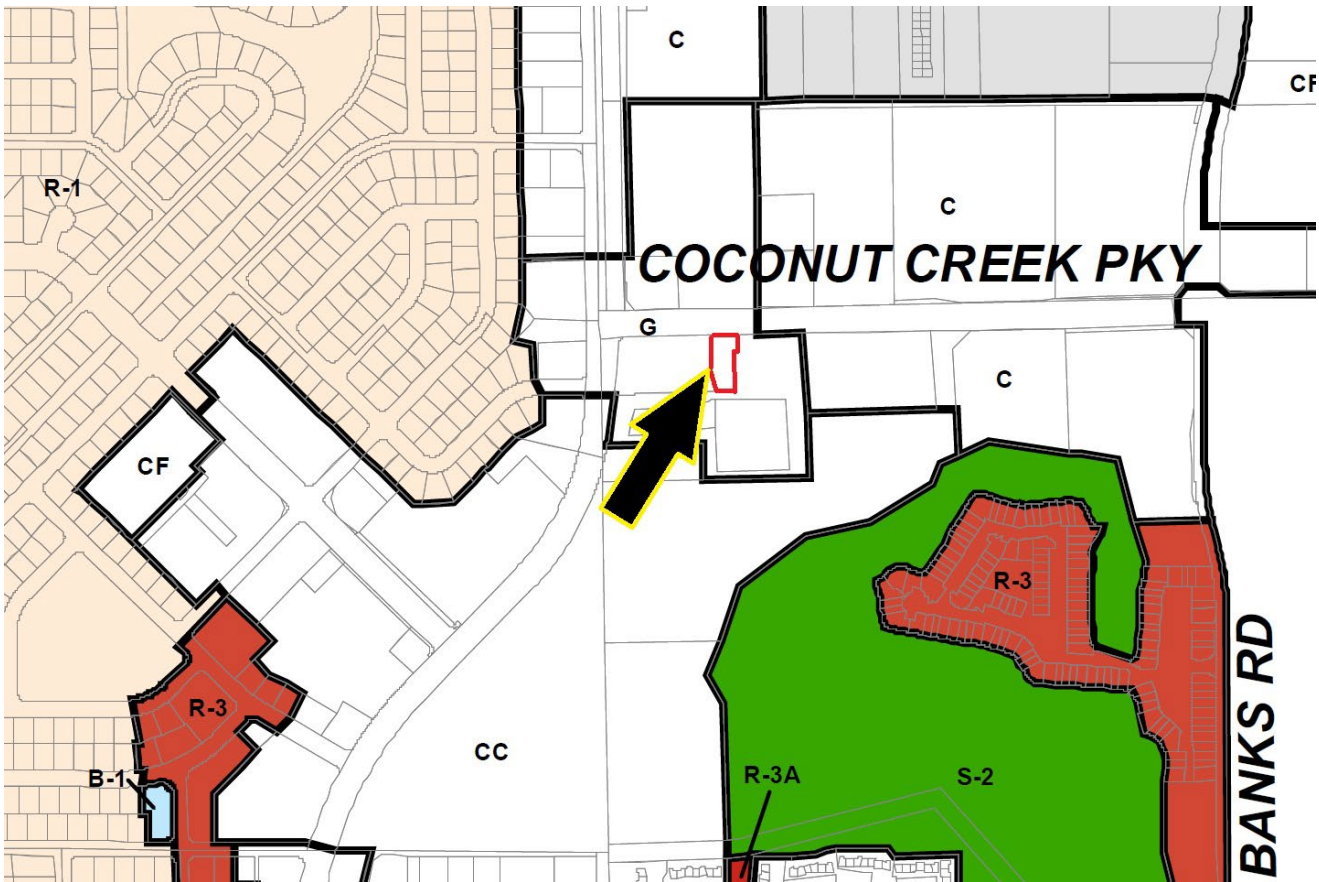 C
CF
R-1
C
COCONUT CREEK PKY
G
C
CF
R-3
R-3
BANKS RD
CC
R-3A
S-2
B-1